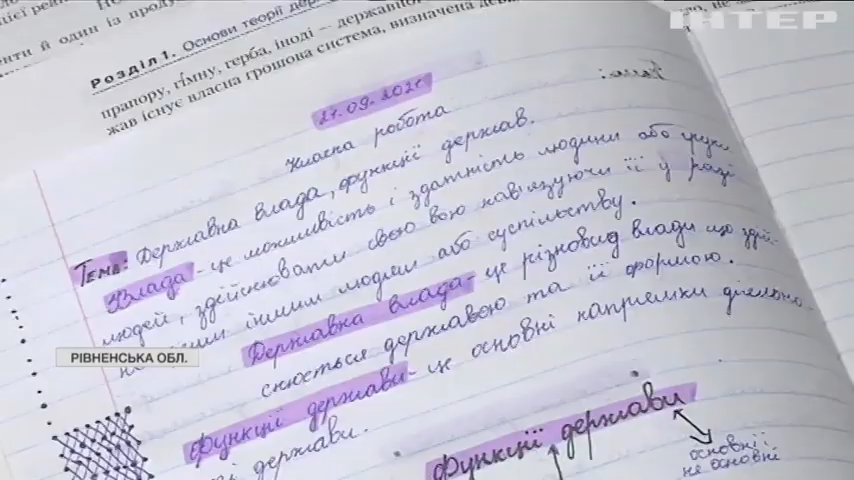 ІНТЕР
Розділ 1. Основи теорії дер
прапору, гімну, герба, іноді – державно
жав існує власна грошова система, визначена дев
21.09.2021
Класна робота
Тема: Державна влада, функції держав.
Влада - це можливість і здатність людини або групи
людей, здійснювати свою волю нав'язуючи її у разі
іншим людям або суспільству.
Державна влада - це різновид влади що здій-
снюється державою та її формою.
Функції держави - це основні напрямки діяльно-
держави.
Функції держави
основні і
не основні
РІВНЕНСЬКА ОБЛ.